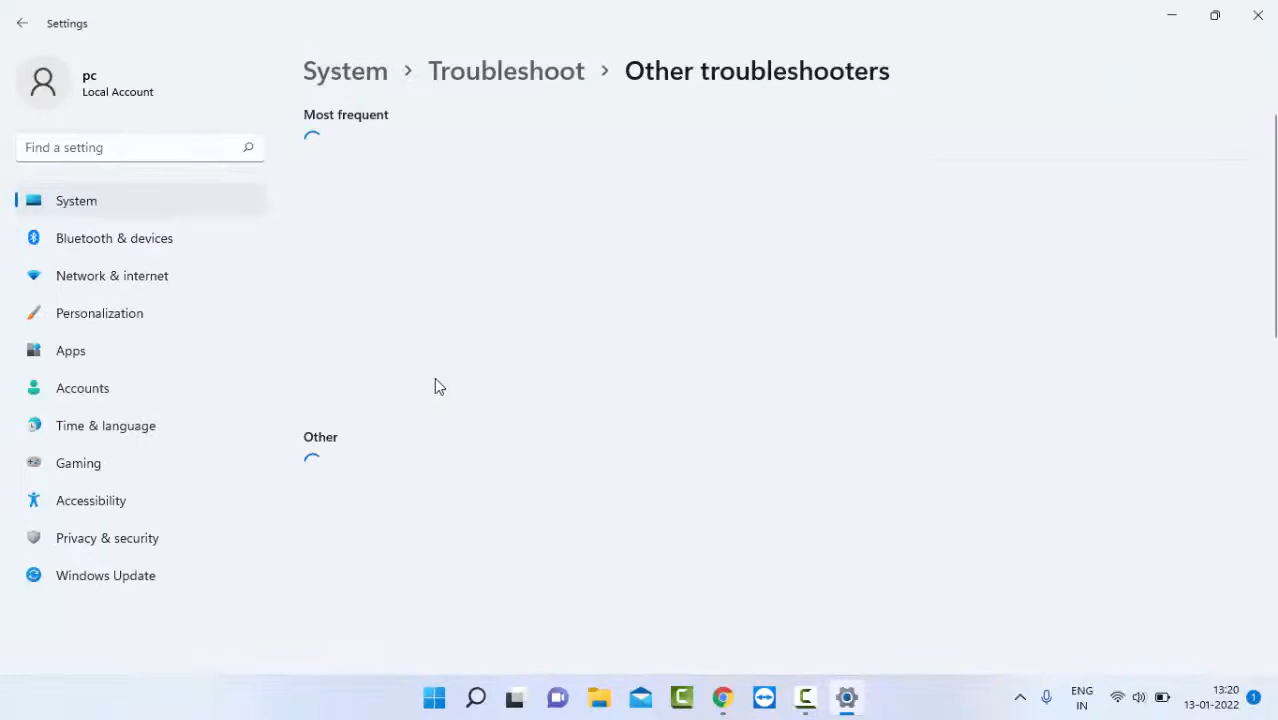 Settings
pc
Local Account
Find a setting
System
Bluetooth & devices
Network & internet
Personalization
Apps
Accounts
Time & language
Gaming
Accessibility
Privacy & security
Windows Update
System > Troubleshoot > Other troubleshooters
Most frequent
Other
ENG
IN
13:20
13-01-2022
1